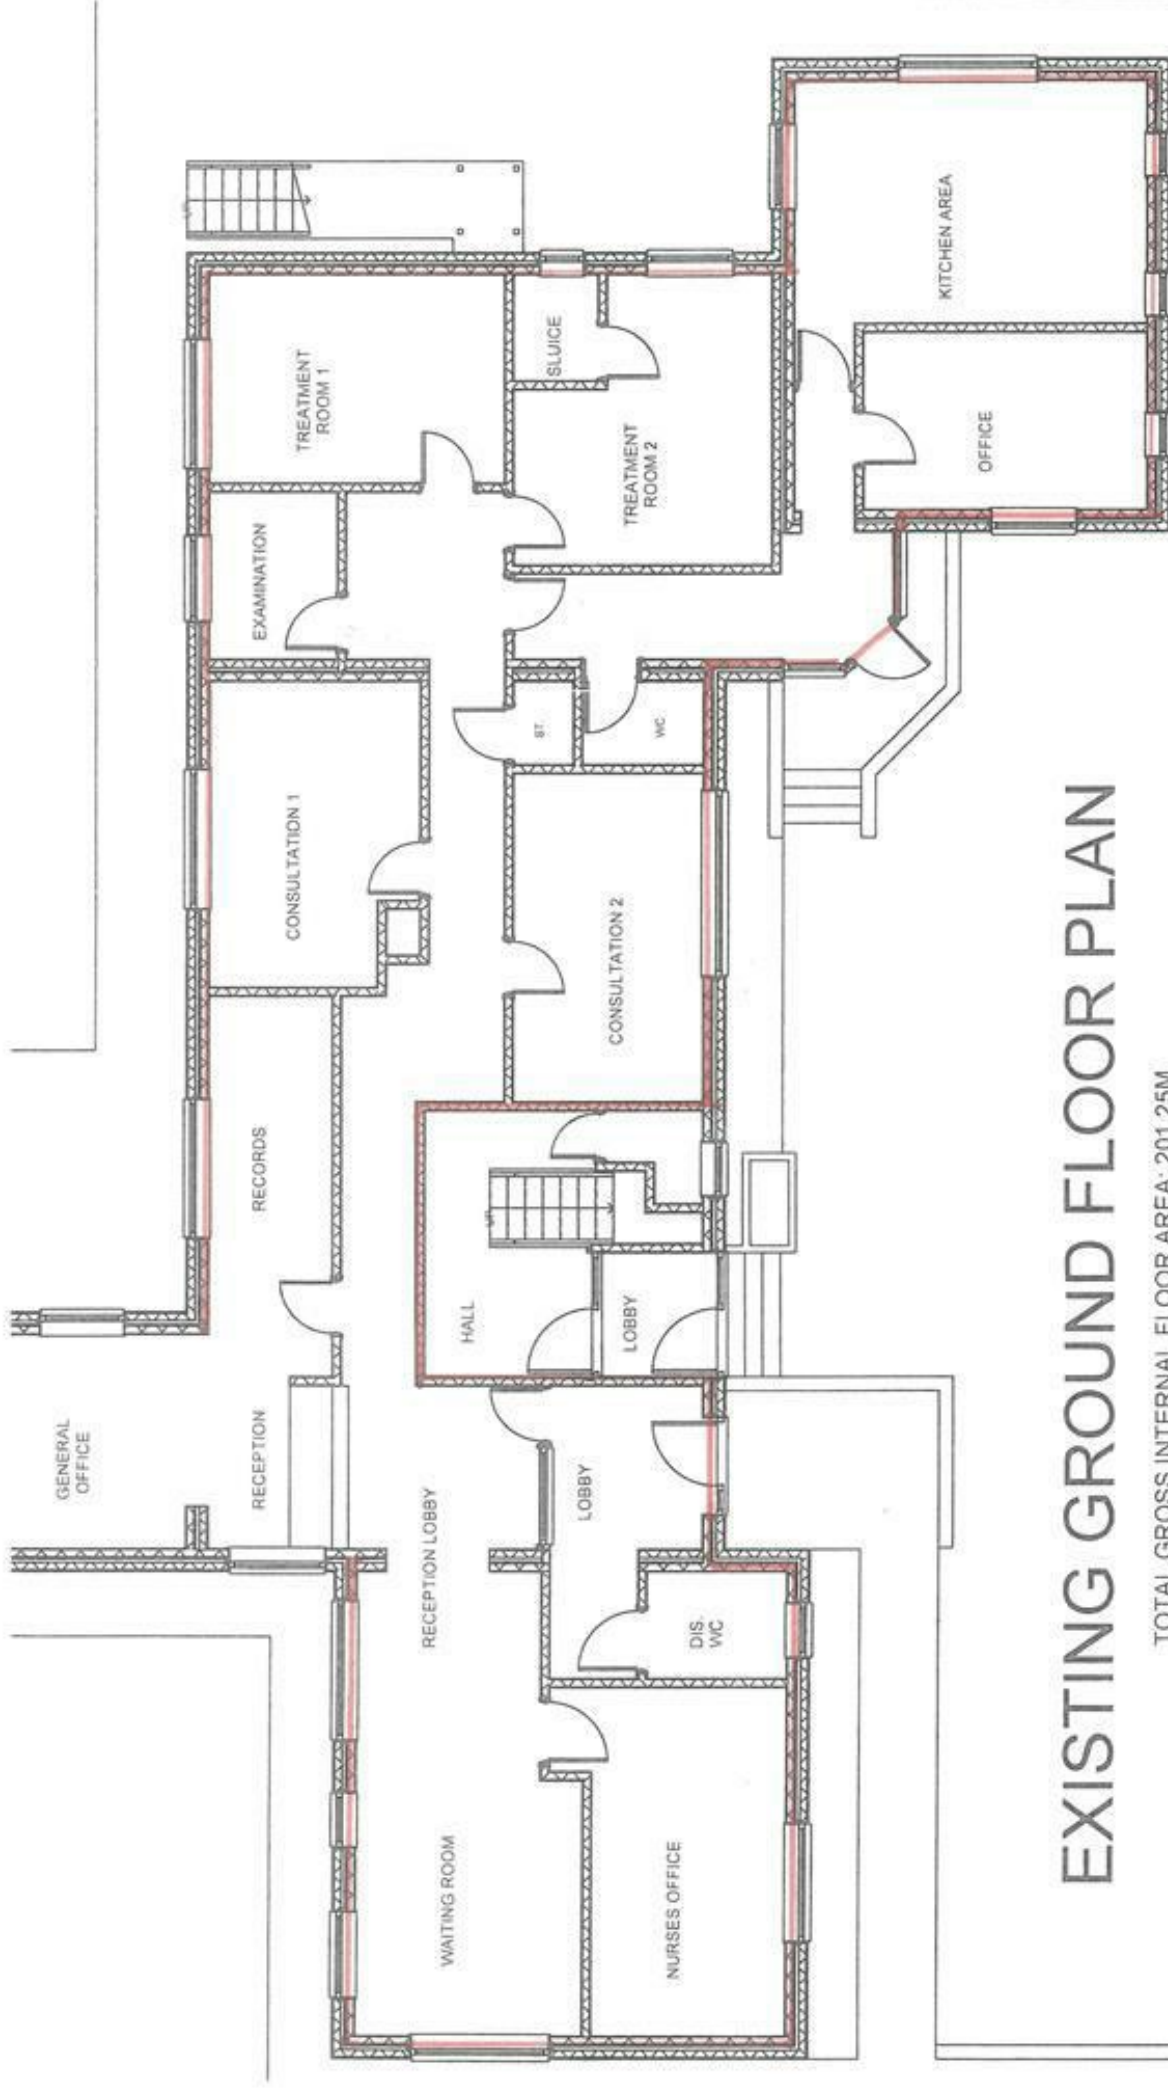 GENERAL
OFFICE
RECEPTION
RECORDS
CONSULTATION 1
EXAMINATION
TREATMENT
ROOM 1
SLUICE
TREATMENT
ROOM 2
KITCHEN AREA
OFFICE
WAITING ROOM
RECEPTION LOBBY
HALL
UP
LOBBY
LOBBY
CONSULTATION 2
ST
WC
DIS.
WC
NURSES OFFICE
EXISTING GROUND FLOOR PLAN
TOTAL GROSS INTERNAL FLOOR AREA: 201.25M